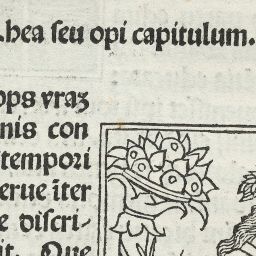 .hea seu opi capitulum.
ops vraz
nis con
tempori
erue iter
e discri-
it. Que